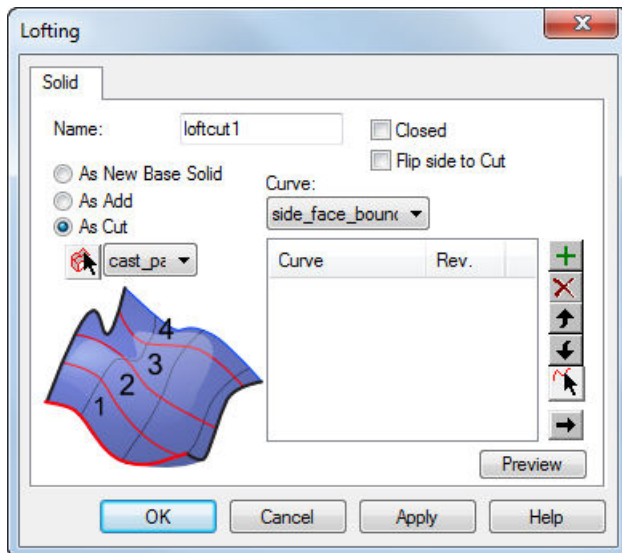 Lofting
Solid
Name: loftcut1
Closed
Flip side to Cut
As New Base Solid
As Add
As Cut
Curve:
side_face_bound
cast_pa
Curve Rev.
1 2 3 4
Preview
OK Cancel Apply Help